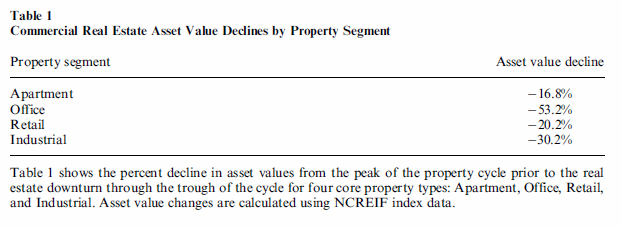 Table 1
Commercial Real Estate Asset Value Declines by Property Segment
Property segment Asset value decline
Apartment −16.8%
Office −53.2%
Retail −20.2%
Industrial −30.2%
Table 1 shows the percent decline in asset values from the peak of the property cycle prior to the real
estate downturn through the trough of the cycle for four core property types: Apartment, Office, Retail,
and Industrial. Asset value changes are calculated using NCREIF index data.